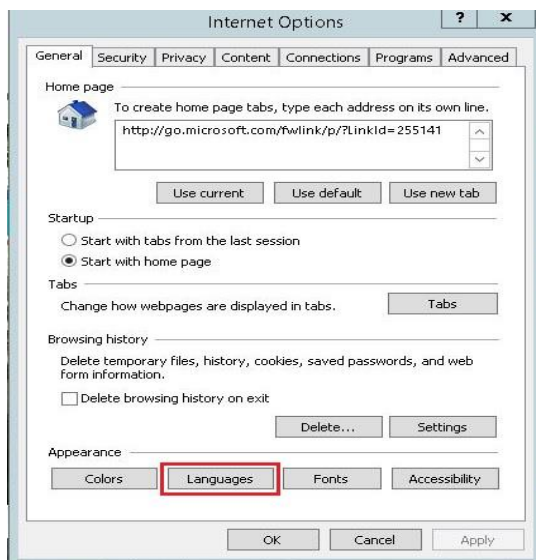 Internet Options ? x
General Security Privacy Content Connections Programs Advanced
Home page
To create home page tabs, type each address on its own line.
http://go.microsoft.com/fwlink/p/?LinkId=255141
Use current Use default Use new tab
Startup
Start with tabs from the last session
Start with home page
Tabs
Change how webpages are displayed in tabs. Tabs
Browsing history
Delete temporary files, history, cookies, saved passwords, and web
form information.
Delete browsing history on exit
Delete... Settings
Appearance
Colors Languages Fonts Accessibility
OK Cancel Apply